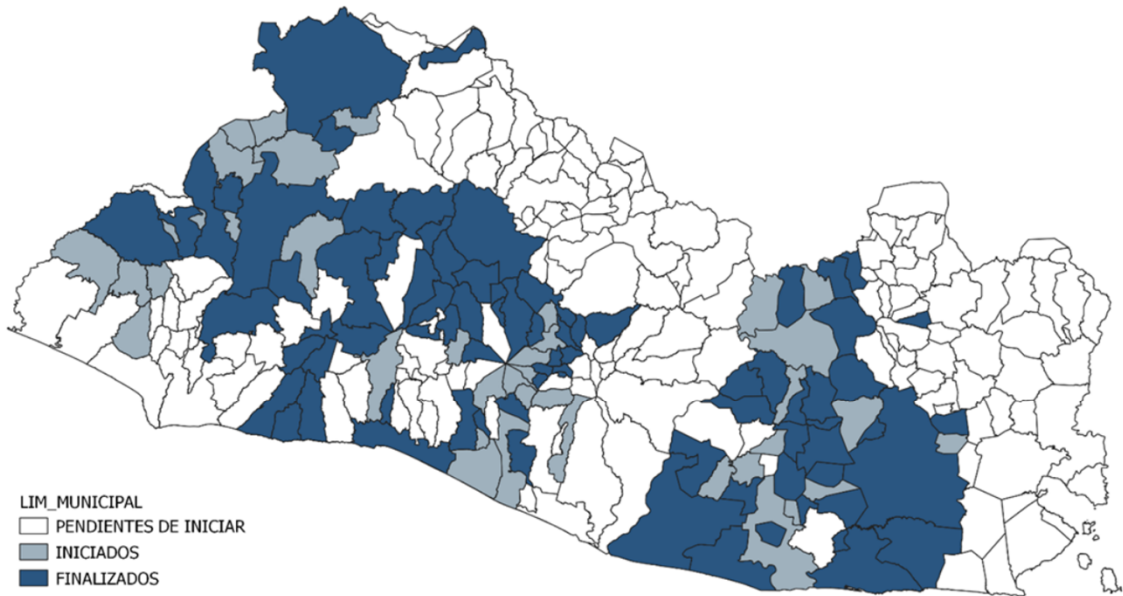 LIM_MUNICIPAL
PENDIENTES DE INICIAR
INICIADOS
FINALIZADOS